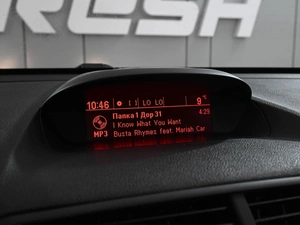 RESH
10:46 LO LO 9 °C
Папка 1 Дор 31 4:29
I Know What You Want
MP3 Busta Rhymes feat. Mariah Car